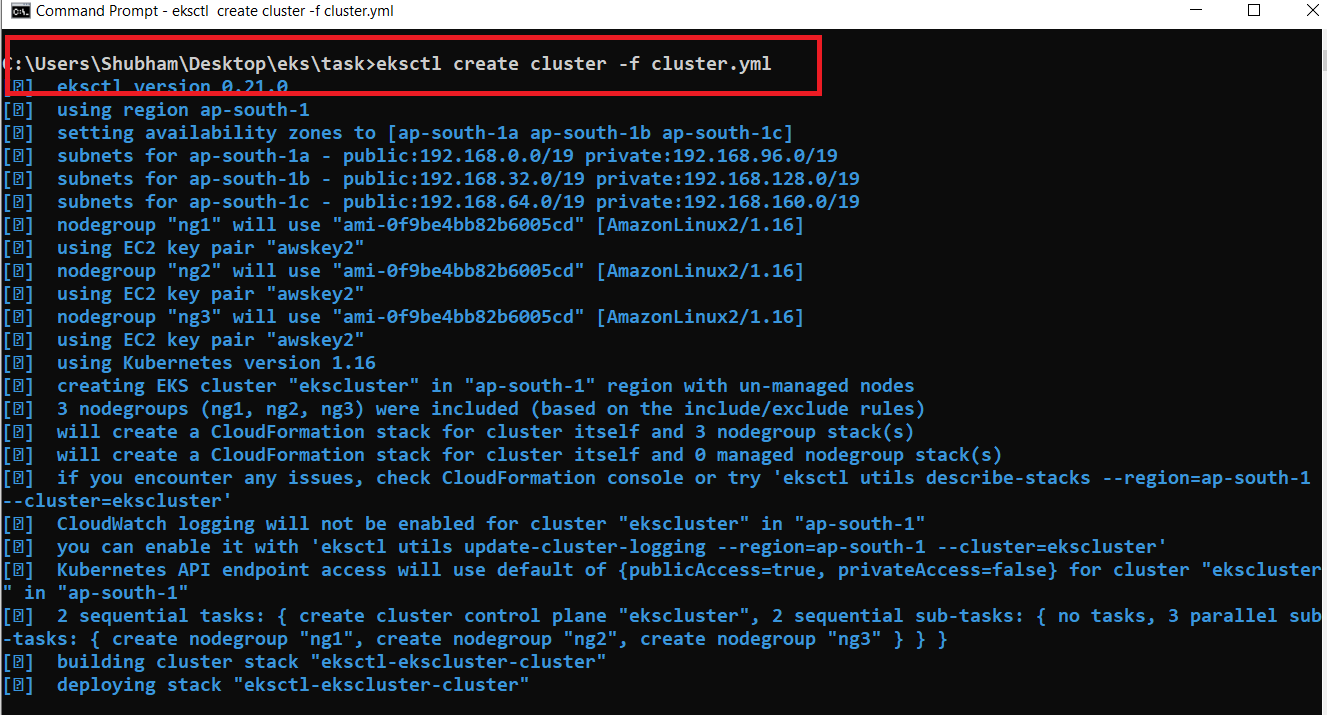 Command Prompt - eksctl  create cluster -f cluster.yml
C:\Users\Shubham\Desktop\eks\task>eksctl create cluster -f cluster.yml
[⍰]  eksctl version 0.21.0
[⍰]  using region ap-south-1
[⍰]  setting availability zones to [ap-south-1a ap-south-1b ap-south-1c]
[⍰]  subnets for ap-south-1a - public:192.168.0.0/19 private:192.168.96.0/19
[⍰]  subnets for ap-south-1b - public:192.168.32.0/19 private:192.168.128.0/19
[⍰]  subnets for ap-south-1c - public:192.168.64.0/19 private:192.168.160.0/19
[⍰]  nodegroup "ng1" will use "ami-0f9be4bb82b6005cd" [AmazonLinux2/1.16]
[⍰]  using EC2 key pair "awskey2"
[⍰]  nodegroup "ng2" will use "ami-0f9be4bb82b6005cd" [AmazonLinux2/1.16]
[⍰]  using EC2 key pair "awskey2"
[⍰]  nodegroup "ng3" will use "ami-0f9be4bb82b6005cd" [AmazonLinux2/1.16]
[⍰]  using EC2 key pair "awskey2"
[⍰]  using Kubernetes version 1.16
[⍰]  creating EKS cluster "ekscluster" in "ap-south-1" region with un-managed nodes
[⍰]  3 nodegroups (ng1, ng2, ng3) were included (based on the include/exclude rules)
[⍰]  will create a CloudFormation stack for cluster itself and 3 nodegroup stack(s)
[⍰]  will create a CloudFormation stack for cluster itself and 0 managed nodegroup stack(s)
[⍰]  if you encounter any issues, check CloudFormation console or try 'eksctl utils describe-stacks --region=ap-south-1
--cluster=ekscluster'
[⍰]  CloudWatch logging will not be enabled for cluster "ekscluster" in "ap-south-1"
[⍰]  you can enable it with 'eksctl utils update-cluster-logging --region=ap-south-1 --cluster=ekscluster'
[⍰]  Kubernetes API endpoint access will use default of {publicAccess=true, privateAccess=false} for cluster "ekscluster
" in "ap-south-1"
[⍰]  2 sequential tasks: { create cluster control plane "ekscluster", 2 sequential sub-tasks: { no tasks, 3 parallel sub
-tasks: { create nodegroup "ng1", create nodegroup "ng2", create nodegroup "ng3" } } }
[⍰]  building cluster stack "eksctl-ekscluster-cluster"
[⍰]  deploying stack "eksctl-ekscluster-cluster"